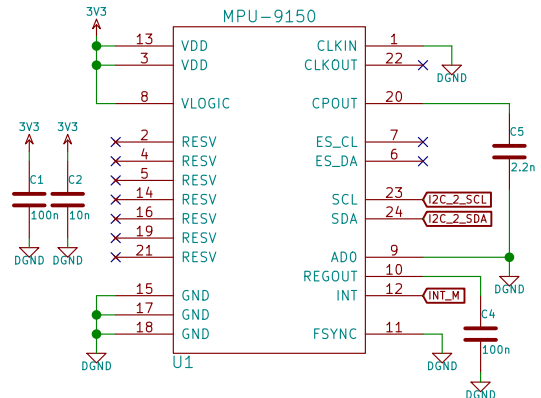 MPU-9150
3V3
13 VDD CLKIN 1
3 VDD CLKOUT 22
DGND
8 VLOGIC CPOUT 20
3V3 3V3
2 RESV ES_CL 7
C5
4 RESV ES_DA 6
2.2n
5 RESV
C1 C2
14 RESV SCL 23 I2C_2_SCL
100n 10n
16 RESV SDA 24 I2C_2_SDA
19 RESV
21 RESV AD0 9
DGND DGND
REGOUT 10
DGND
15 GND INT 12 INT_M
17 GND
C4
18 GND FSYNC 11
100n
DGND U1 DGND
DGND